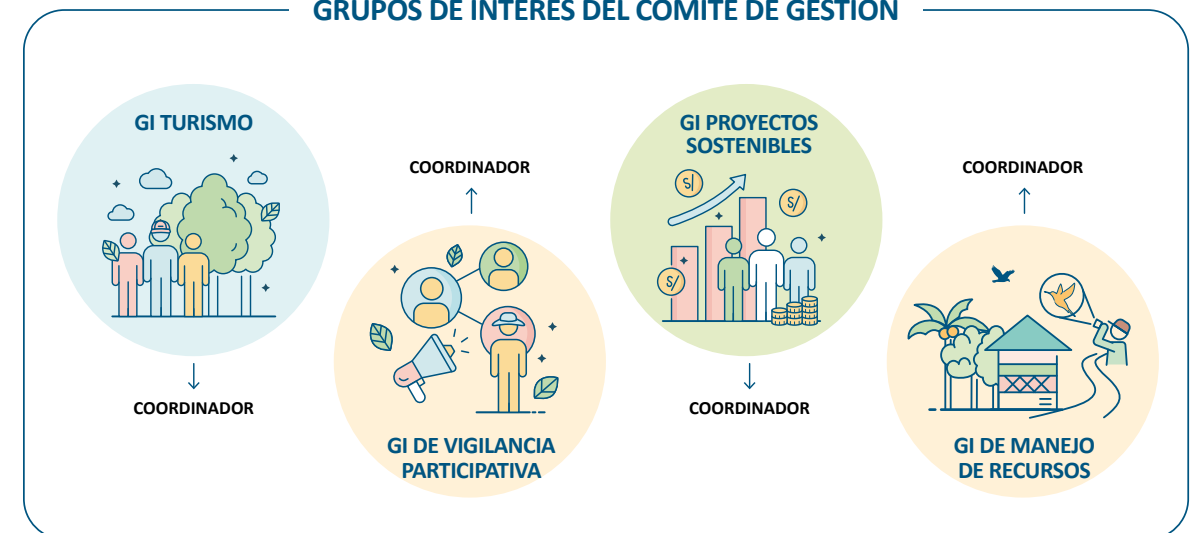 GRUPOS DE INTERÉS DEL COMITÉ DE GESTIÓN
GI TURISMO
COORDINADOR
COORDINADOR
GI DE VIGILANCIA
PARTICIPATIVA
GI PROYECTOS
SOSTENIBLES
S/
S/
S/
COORDINADOR
COORDINADOR
GI DE MANEJO
DE RECURSOS